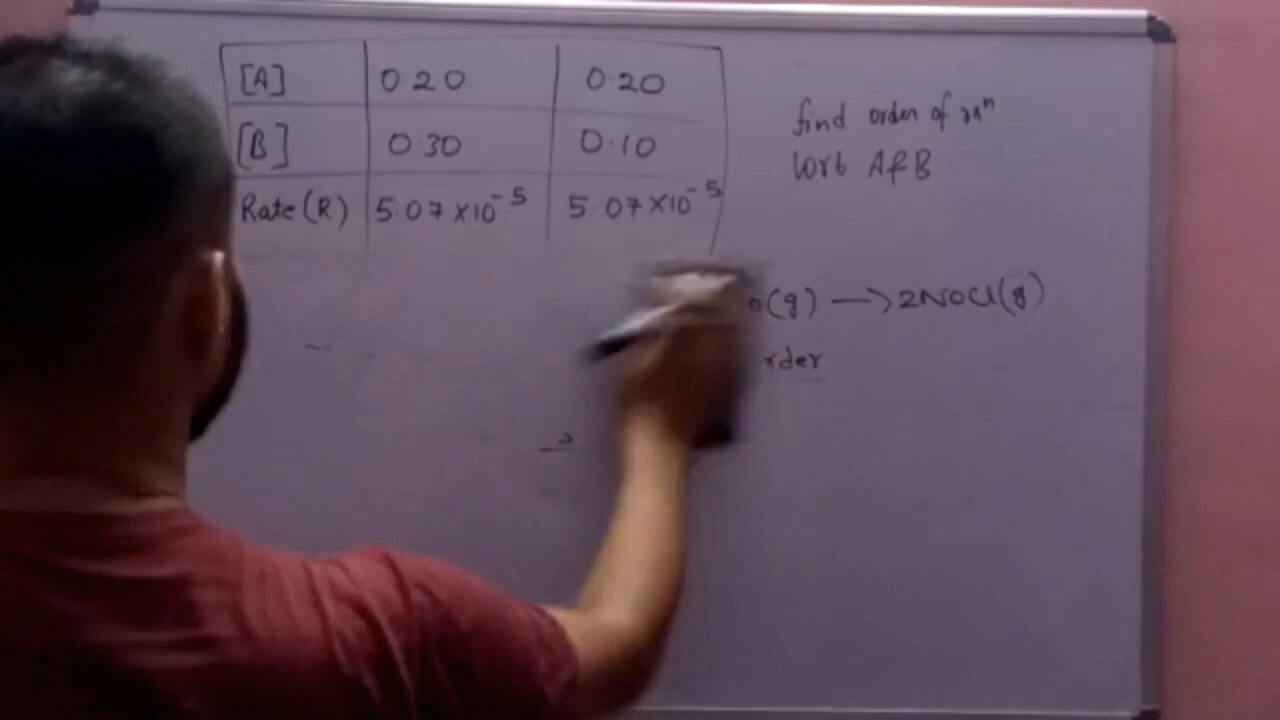 [A] 0 20 0.20
[B] 0 30 0.10
Rate(R) 5.07×10⁻⁵ 5.07×10⁻⁵
find order of rxⁿ
wrt A & B
(g) → 2NOCl(g)
rder